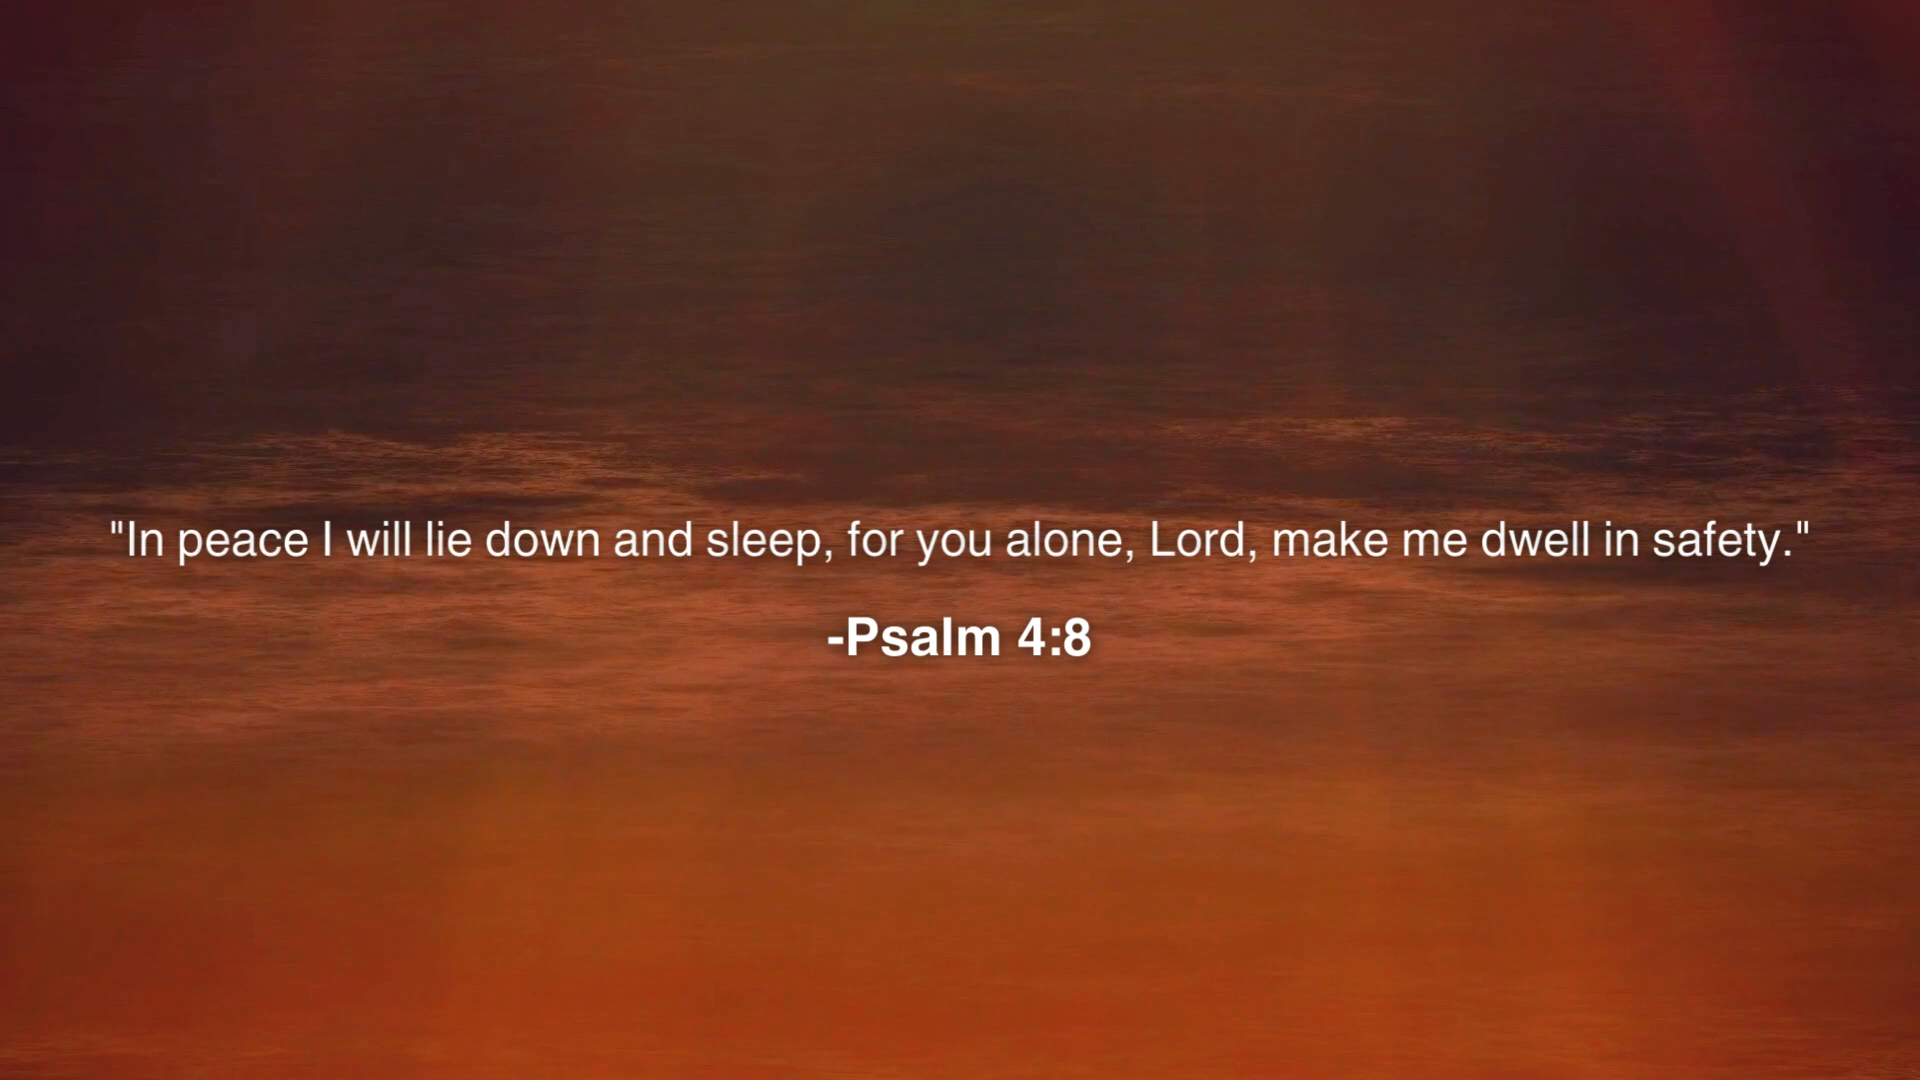 "In peace I will lie down and sleep, for you alone, Lord, make me dwell in safety."
-Psalm 4:8